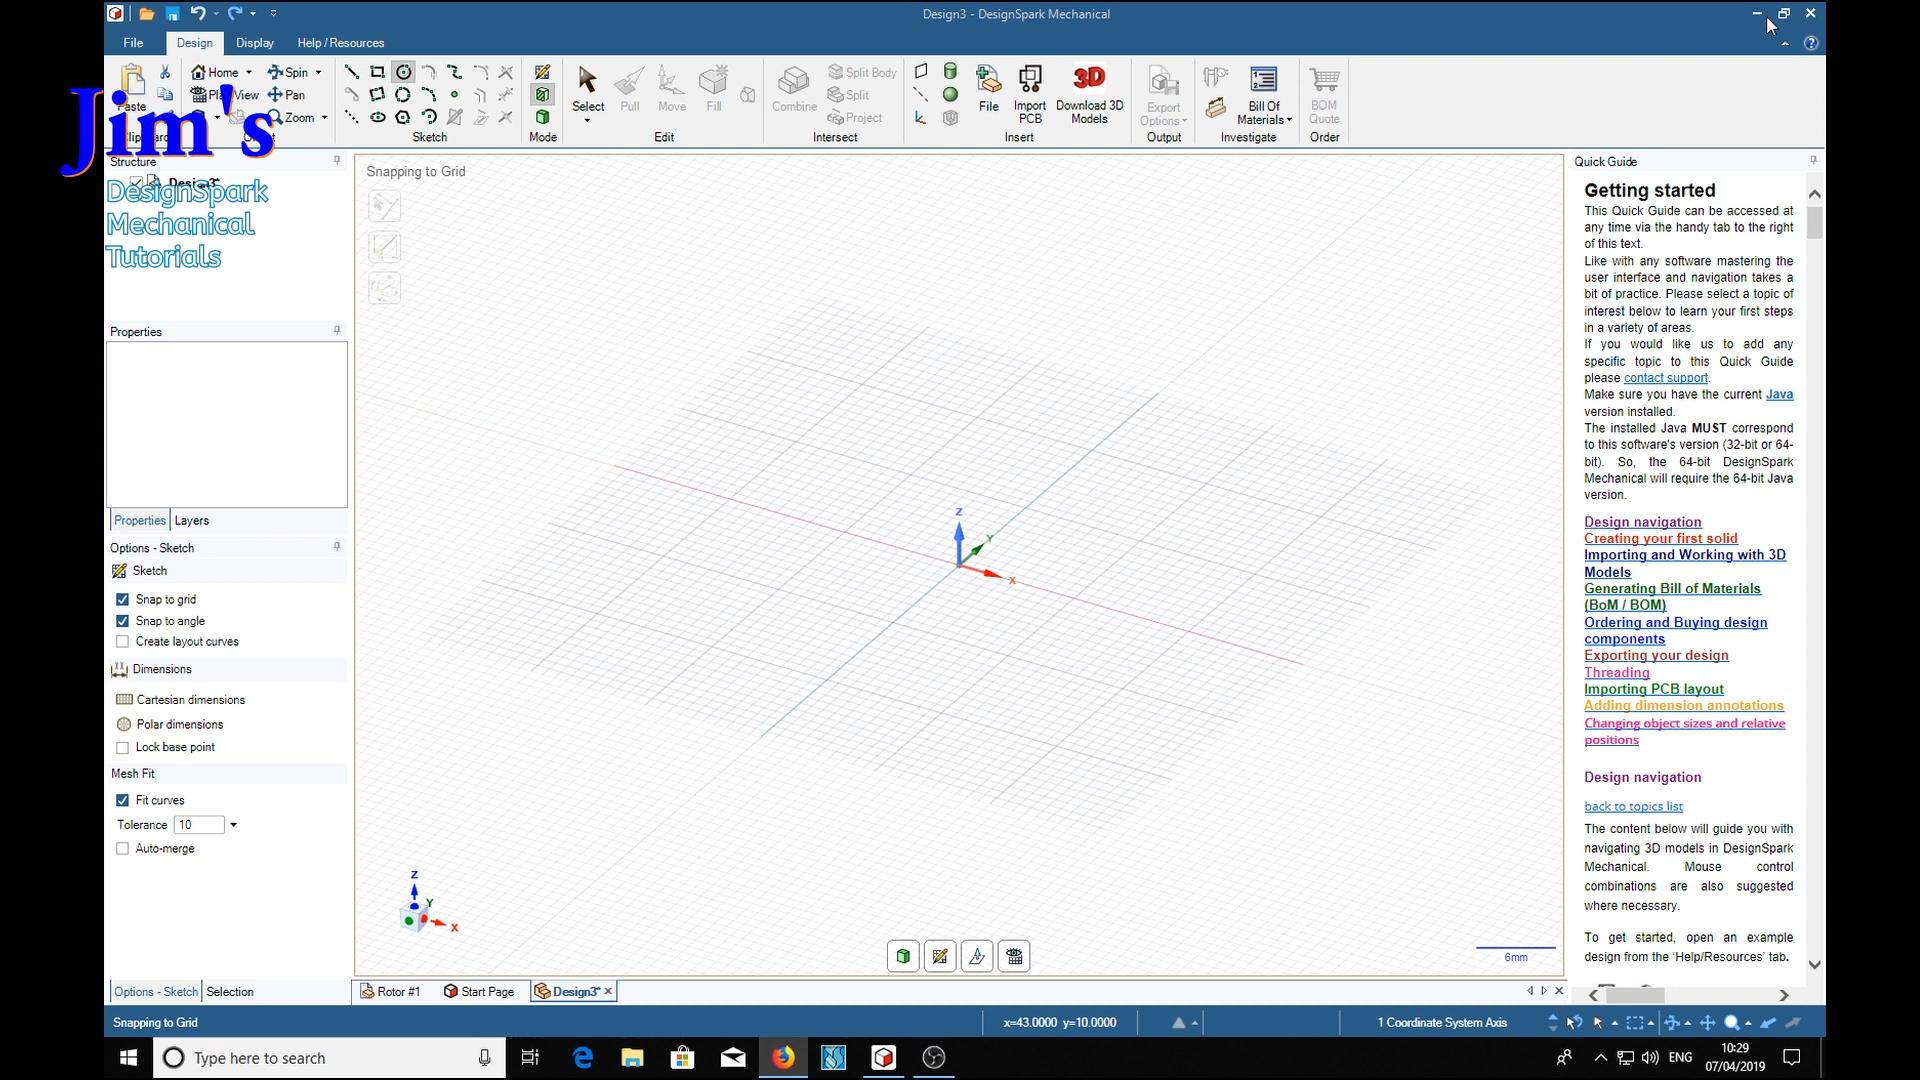 Design3 - DesignSpark Mechanical
File Design Display Help / Resources
Home Spin
Plan View Pan
Zoom
Paste
Select Pull Move Fill
Combine
Split Body
Split
Project
File Import PCB Download 3D Models
Export Options
Bill Of Materials
BOM Quote
Sketch Mode Edit Intersect Insert Output Investigate Order
Jim's
DesignSpark
Mechanical
Tutorials
Structure
Design3*
Properties
Properties Layers
Options - Sketch
Sketch
Snap to grid
Snap to angle
Create layout curves
Dimensions
Cartesian dimensions
Polar dimensions
Lock base point
Mesh Fit
Fit curves
Tolerance 10
Auto-merge
Options - Sketch Selection
Snapping to Grid
Z
Y
X
Z
Y
X
6mm
Rotor #1 Start Page Design3*
Quick Guide
Getting started
This Quick Guide can be accessed at
any time via the handy tab to the right
of this text.
Like with any software mastering the
user interface and navigation takes a
bit of practice. Please select a topic of
interest below to learn your first steps
in a variety of areas.
If you would like us to add any
specific topic to this Quick Guide
please contact support.
Make sure you have the current Java
version installed.
The installed Java MUST correspond
to this software's version (32-bit or 64-
bit). So, the 64-bit DesignSpark
Mechanical will require the 64-bit Java
version.
Design navigation
Creating your first solid
Importing and Working with 3D
Models
Generating Bill of Materials
(BoM / BOM)
Ordering and Buying design
components
Exporting your design
Threading
Importing PCB layout
Adding dimension annotations
Changing object sizes and relative
positions
Design navigation
back to topics list
The content below will guide you with
navigating 3D models in DesignSpark
Mechanical. Mouse control
combinations are also suggested
where necessary.
To get started, open an example
design from the 'Help/Resources' tab.
Snapping to Grid x=43.0000 y=10.0000 1 Coordinate System Axis
Type here to search
ENG
10:29
07/04/2019